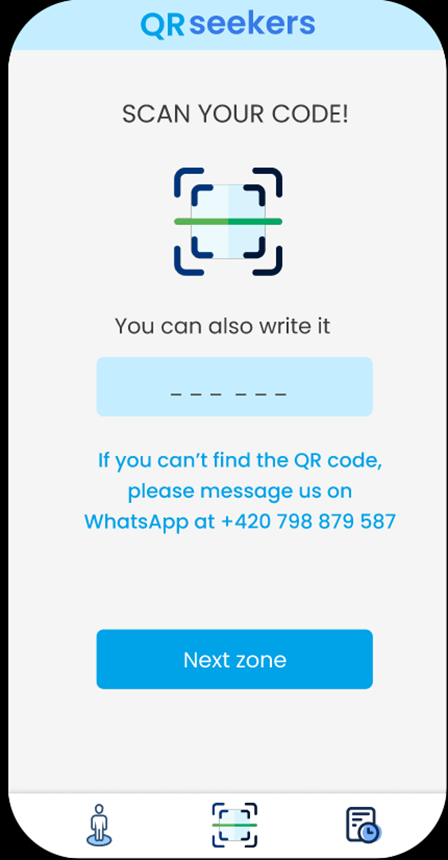 QRseekers
SCAN YOUR CODE!
You can also write it
_ _ _ _ _ _
If you can't find the QR code,
please message us on
WhatsApp at +420 798 879 587
Next zone